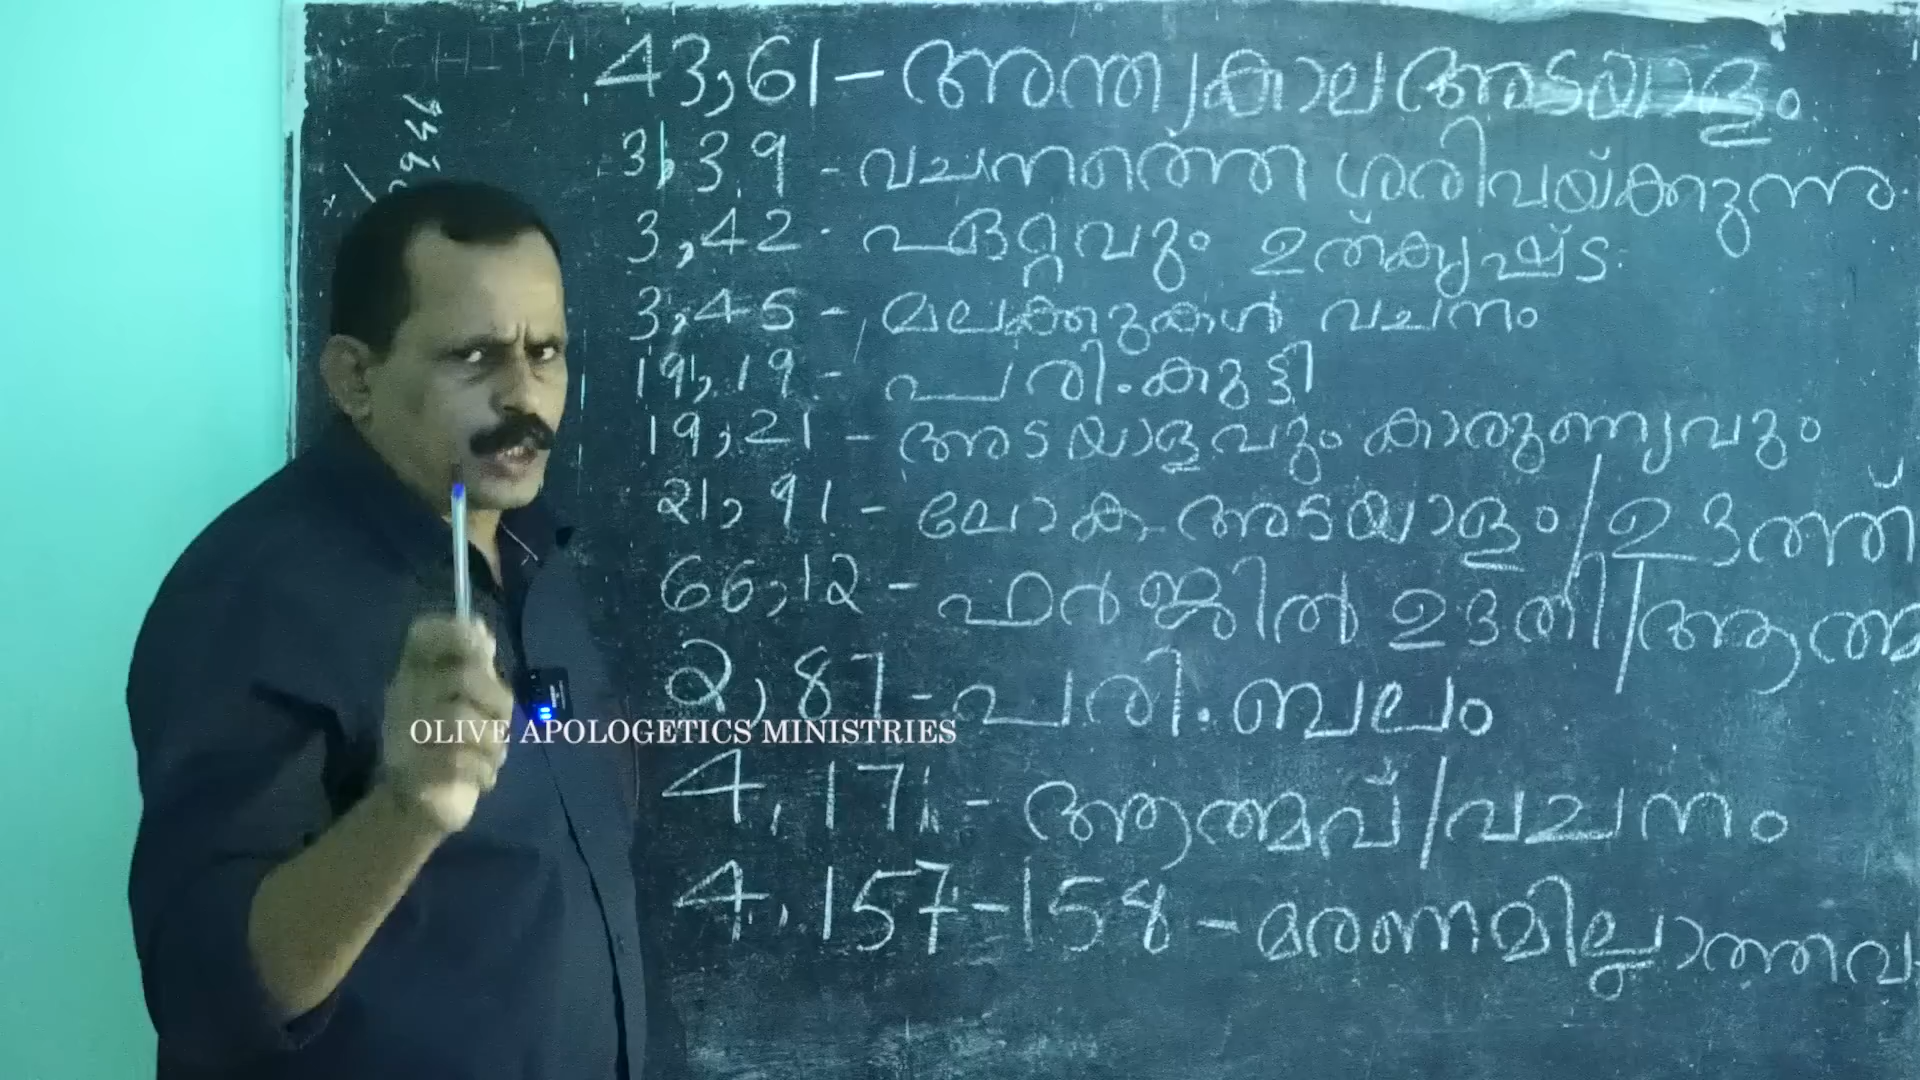 43,61 – അന്ത്യകാല അടയാളം
3,39 - വചനത്തെ ശരിവയ്ക്കുന്നു.
3,42 - ഏറ്റവും ഉത്കൃഷ്ട
3,45 - മലക്കുകൾ വചനം
19,19 - പരി.കുട്ടി
19,21 - അടയാളവും കാരുണ്യവും
21,91 - ലോക അടയാളം/ഊത്തി
66,12 - ഫർജിൽ ഊതി/ആത്മ
2,87 - പരി.ബലം
OLIVE APOLOGETICS MINISTRIES
4,171 - ആത്മവ്/വചനം
4,157-158 - മരണമില്ലാത്തവ